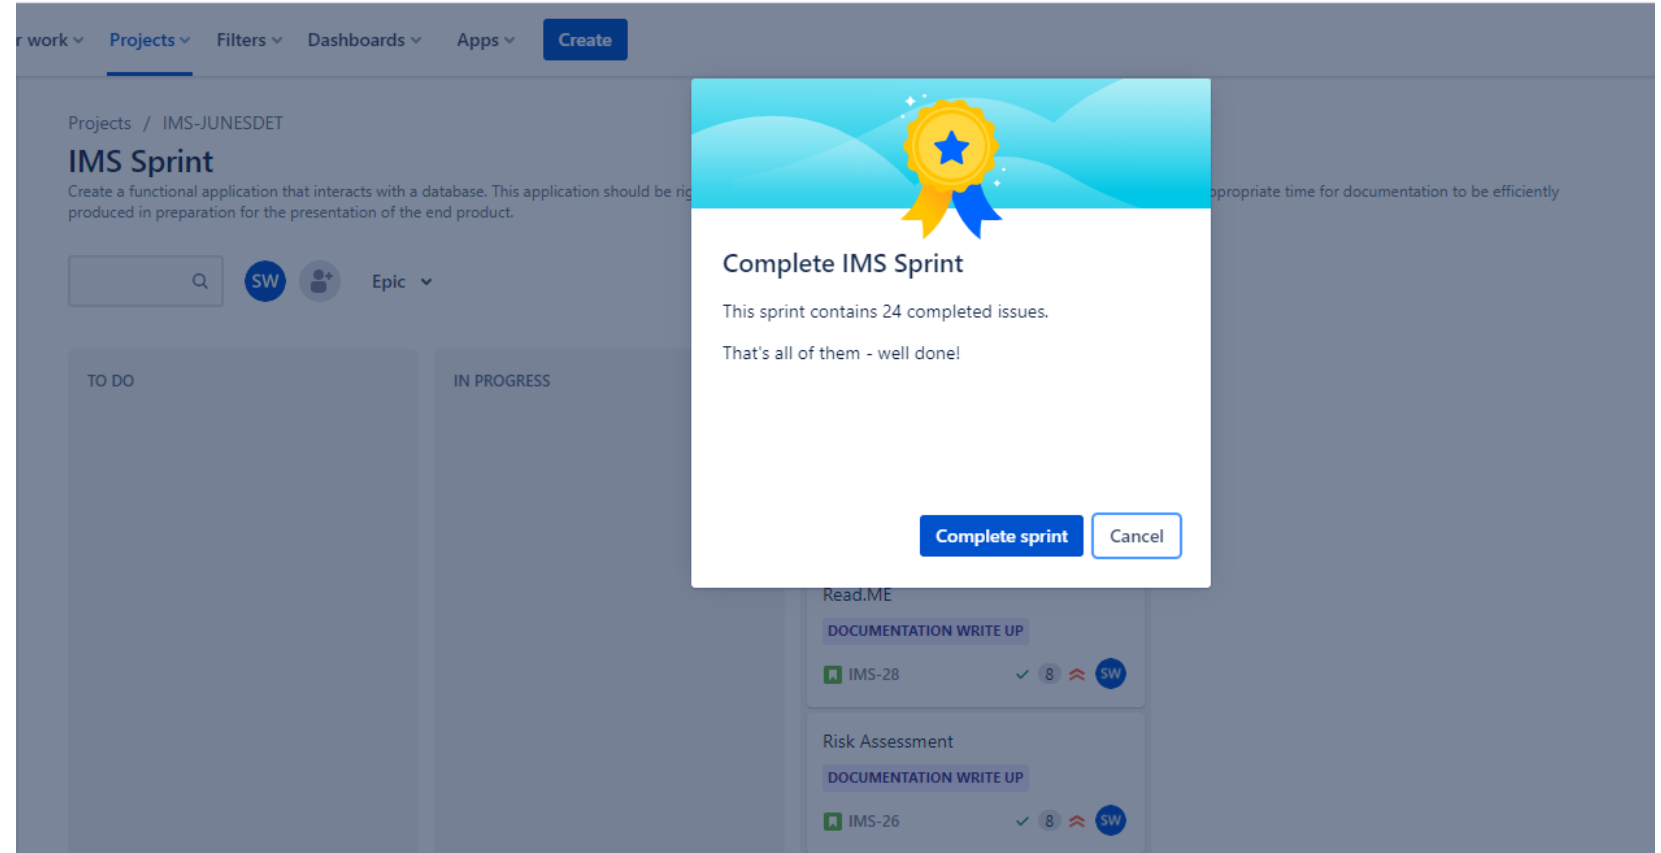 r work Projects Filters Dashboards Apps Create
Projects / IMS-JUNESDET
IMS Sprint
Create a functional application that interacts with a database. This application should be rig
ppropriate time for documentation to be efficiently
produced in preparation for the presentation of the end product.
SW Epic
TO DO
IN PROGRESS
Complete IMS Sprint
This sprint contains 24 completed issues.
That's all of them - well done!
Complete sprint Cancel
Read.ME
DOCUMENTATION WRITE UP
IMS-28 8 SW
Risk Assessment
DOCUMENTATION WRITE UP
IMS-26 8 SW